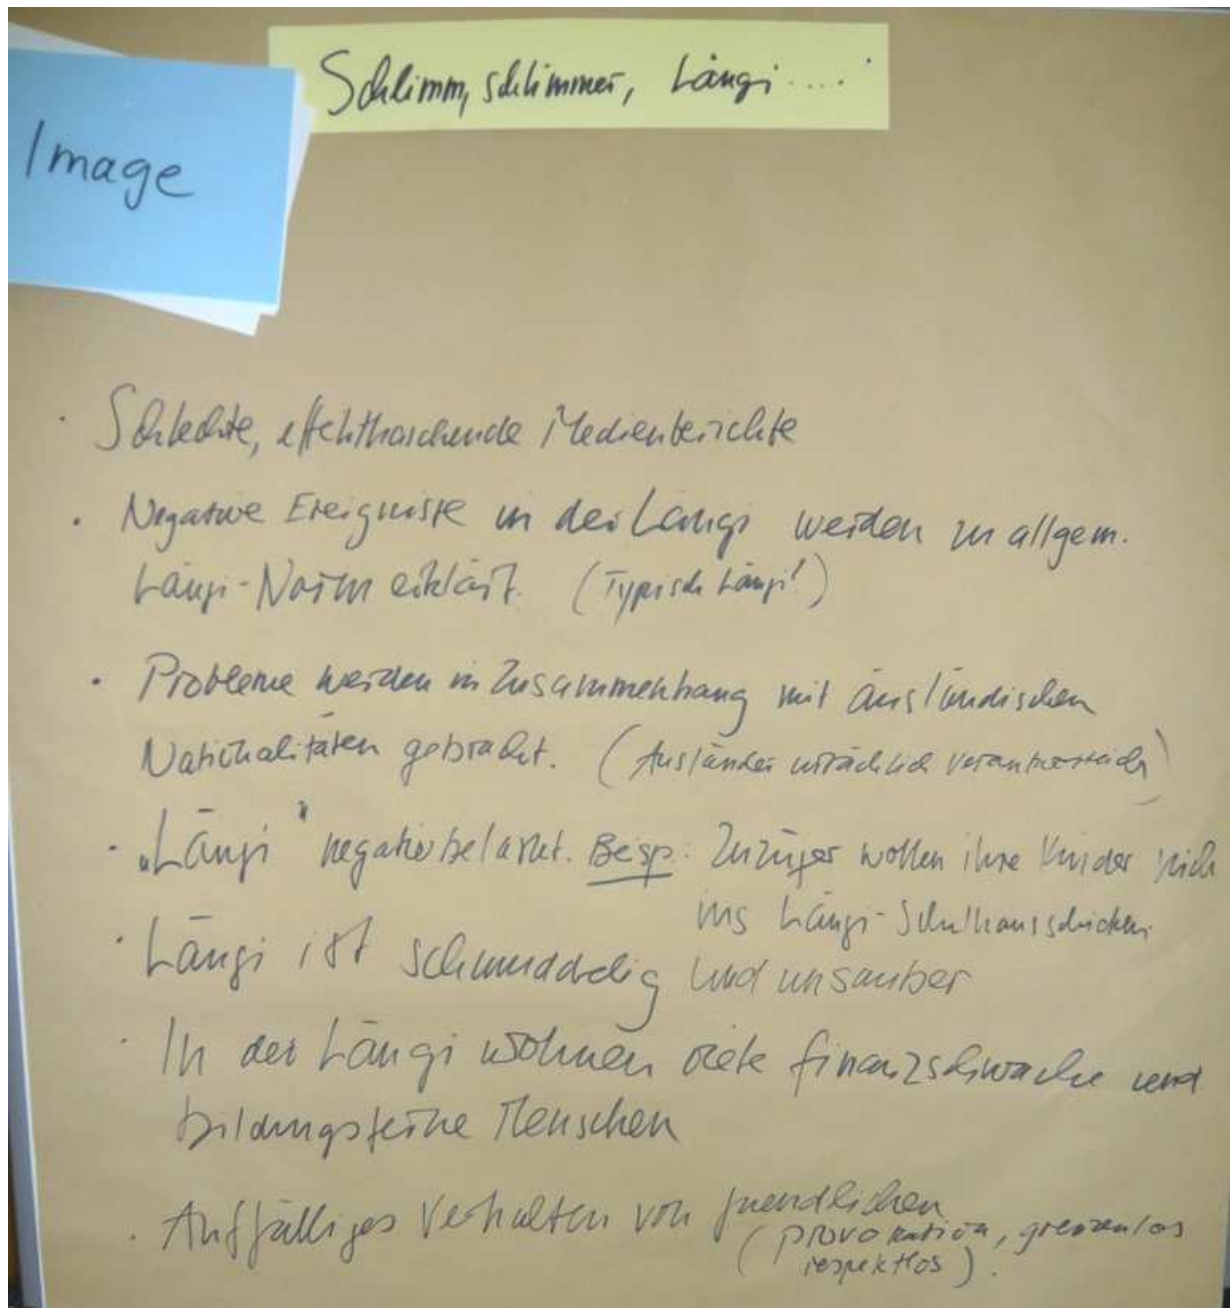 Schlimm, schlimmer, Längi ....
Image
· Schlechte, effekthaschende Medienberichte
· Negative Ereignisse in der Längi werden zu allgem.
Längi-Norm erklärt. (Typisch Längi!)
· Probleme werden in Zusammenhang mit ausländischen
Nationalitäten gebracht. (Ausländer ursächlich verantwortlich)
· "Längi" negativ belastet. Beisp: Zuzüger wollen ihre Kinder nich
ins Längi-Schulhaus schicken
· Längi ist schmuddelig und unsauber
· In der Längi wohnen viele finanzschwache und
bildungsferne Menschen
· Auffälliges Verhalten von Jugendlichen
(Provokation, grenzenlos
respektlos).